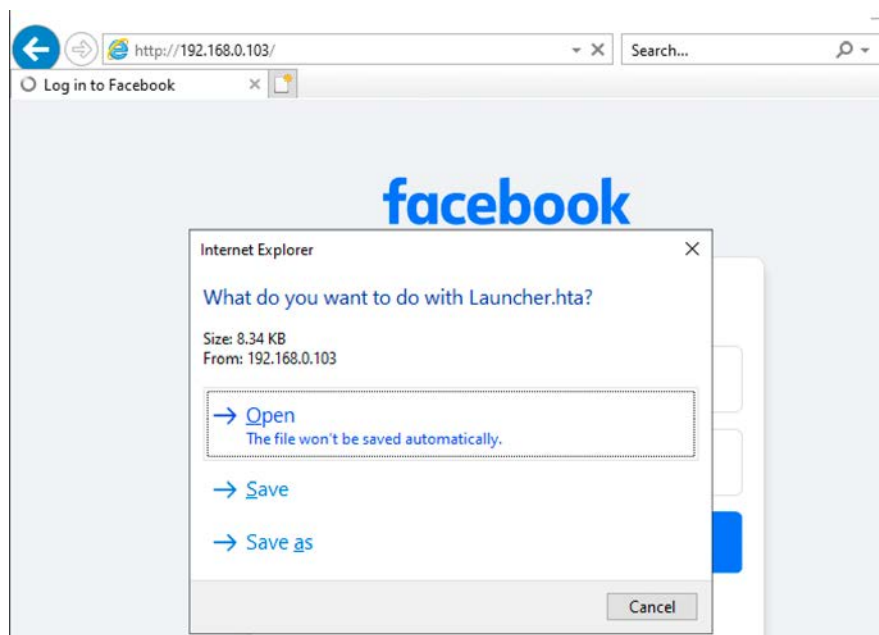 http://192.168.0.103/
Search...
Log in to Facebook
facebook
Internet Explorer
What do you want to do with Launcher.hta?
Size: 8.34 KB
From: 192.168.0.103
Open
The file won't be saved automatically.
Save
Save as
Cancel